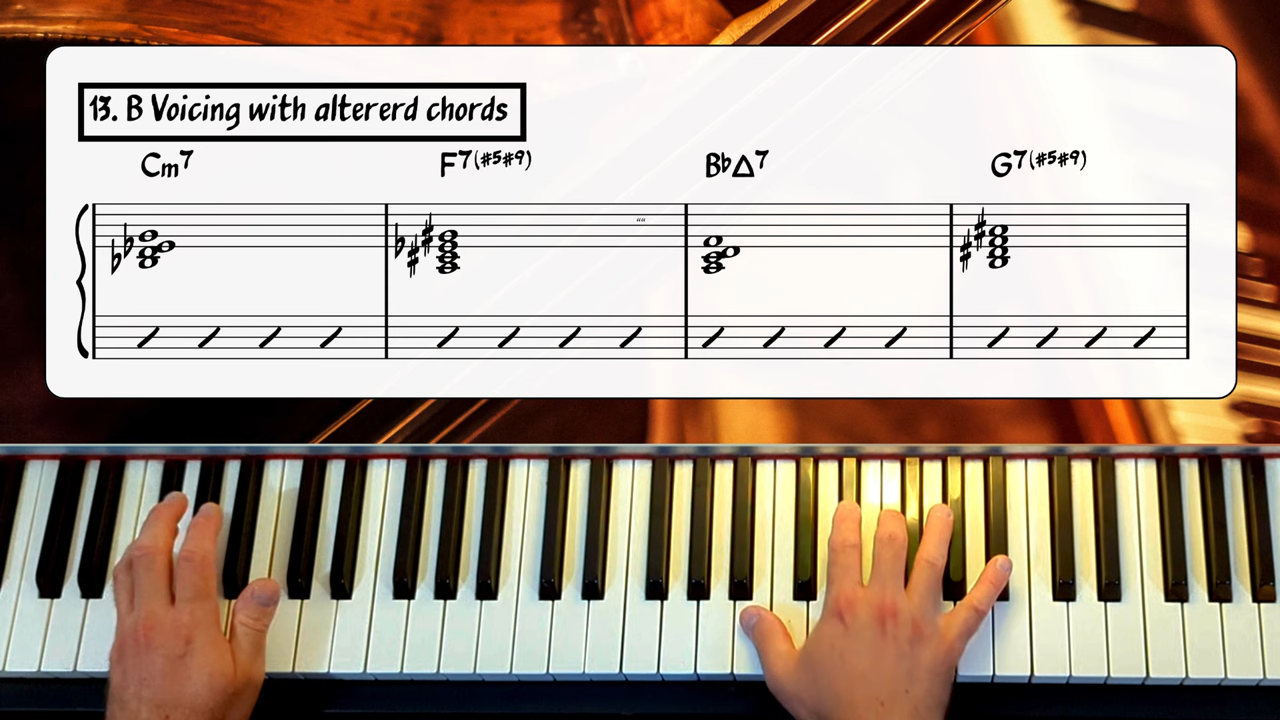 13. B Voicing with altererd chords
Cm7 F7(#5#9) B♭Δ7 G7(#5#9)